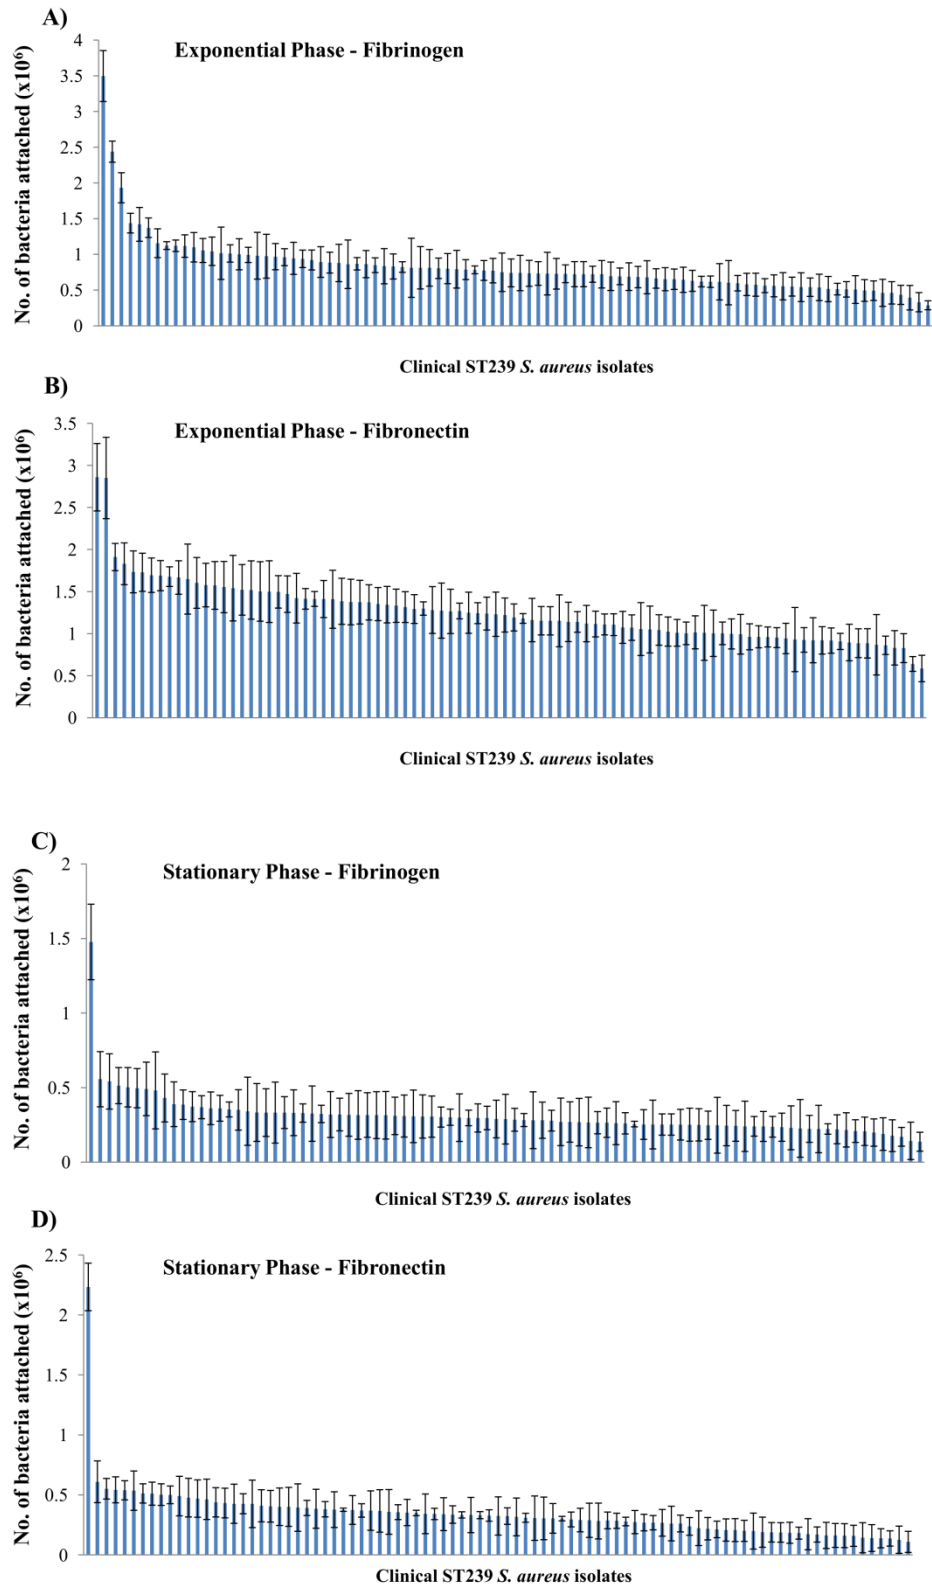 A)
Exponential Phase - Fibrinogen
No. of bacteria attached (x10⁶)
4
3.5
3
2.5
2
1.5
1
0.5
0
Clinical ST239 S. aureus isolates
B)
Exponential Phase - Fibronectin
No. of bacteria attached (x10⁶)
3.5
3
2.5
2
1.5
1
0.5
0
Clinical ST239 S. aureus isolates
C)
Stationary Phase - Fibrinogen
No. of bacteria attached (x10⁶)
2
1.5
1
0.5
0
Clinical ST239 S. aureus isolates
D)
Stationary Phase - Fibronectin
No. of bacteria attached (x10⁶)
2.5
2
1.5
1
0.5
0
Clinical ST239 S. aureus isolates